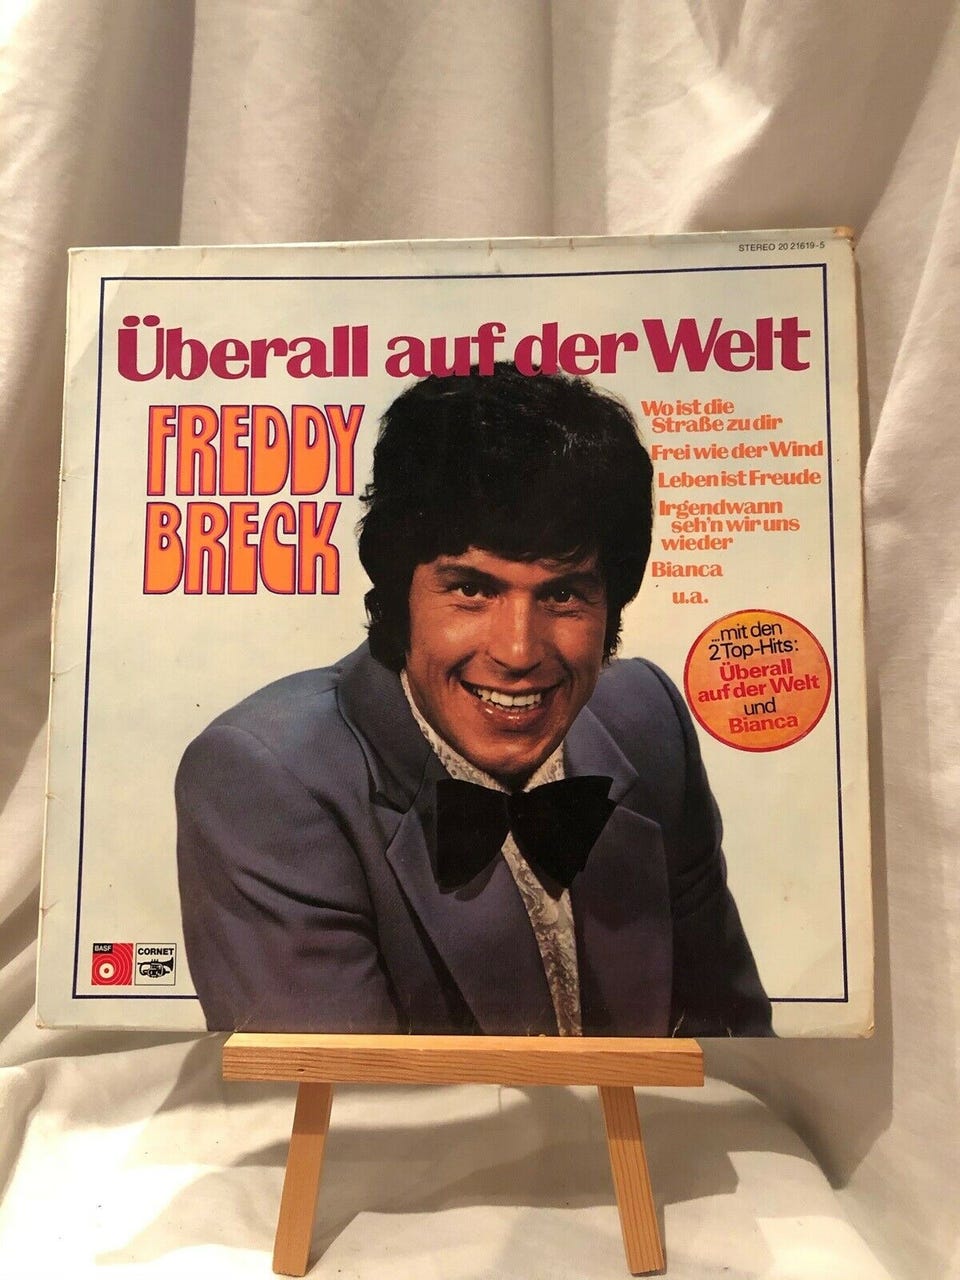 STEREO 20 21619-5
Überall auf der Welt
FREDDY
BRECK
Wo ist die
Straße zu dir
Frei wie der Wind
Leben ist Freude
Irgendwann
seh'n wir uns
wieder
Bianca
u.a.
...mit den
2 Top-Hits:
Überall
auf der Welt
und
Bianca
BASF
CORNET